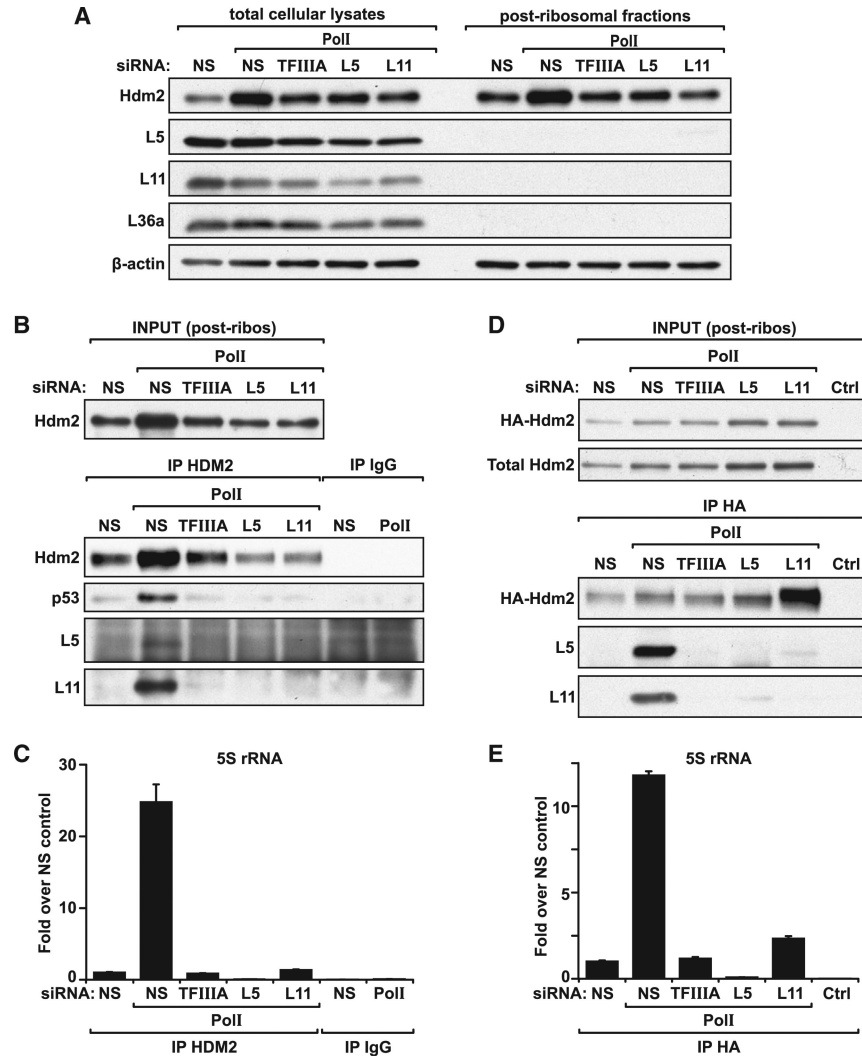 A
total cellular lysates post-ribosomal fractions
PolI PolI
siRNA: NS NS TFIIIA L5 L11 NS NS TFIIIA L5 L11
Hdm2
L5
L11
L36a
β-actin
B
INPUT (post-ribos)
PolI
siRNA: NS NS TFIIIA L5 L11
Hdm2
IP HDM2 IP IgG
PolI
NS NS TFIIIA L5 L11 NS PolI
Hdm2
p53
L5
L11
C
5S rRNA
Fold over NS control
30
20
10
0
siRNA: NS NS TFIIIA L5 L11 NS PolI
PolI
IP HDM2 IP IgG
D
INPUT (post-ribos)
PolI
siRNA: NS NS TFIIIA L5 L11 Ctrl
HA-Hdm2
Total Hdm2
IP HA
PolI
NS NS TFIIIA L5 L11 Ctrl
HA-Hdm2
L5
L11
E
5S rRNA
Fold over NS control
10
5
2
0
siRNA: NS NS TFIIIA L5 L11 Ctrl
PolI
IP HA